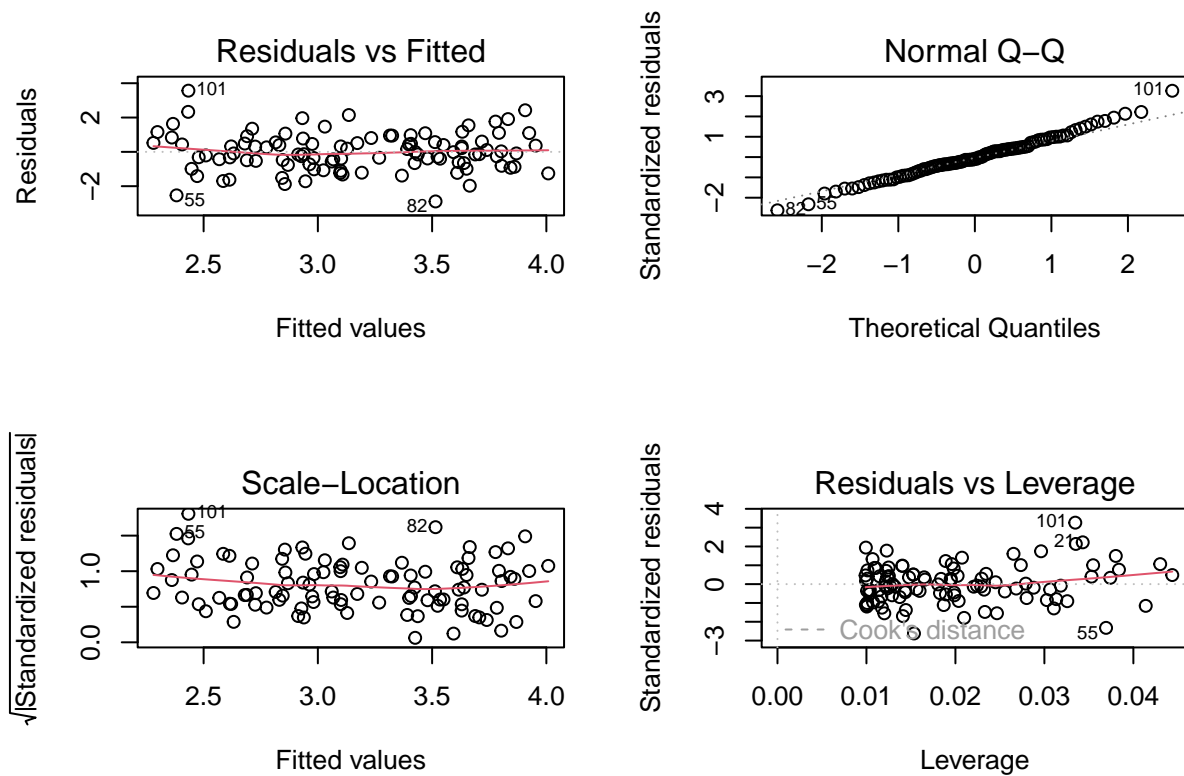 Residuals vs Fitted
Residuals
2
−2
101
55
82
2.5 3.0 3.5 4.0
Fitted values
Normal Q−Q
Standardized residuals
3
1
−2
101
82
55
−2 −1 0 1 2
Theoretical Quantiles
Scale−Location
√|Standardized residuals|
1.0
0.0
101
55
82
2.5 3.0 3.5 4.0
Fitted values
Residuals vs Leverage
Standardized residuals
4
2
0
−3
101
21
55
Cook's distance
0.00 0.01 0.02 0.03 0.04
Leverage